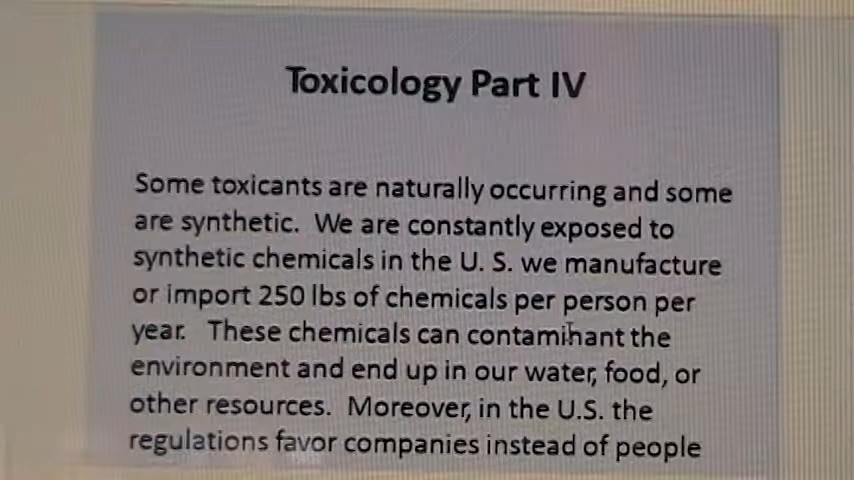 Toxicology Part IV
Some toxicants are naturally occurring and some
are synthetic. We are constantly exposed to
synthetic chemicals in the U. S. we manufacture
or import 250 lbs of chemicals per person per
year. These chemicals can contaminant the
environment and end up in our water, food, or
other resources. Moreover, in the U.S. the
regulations favor companies instead of people